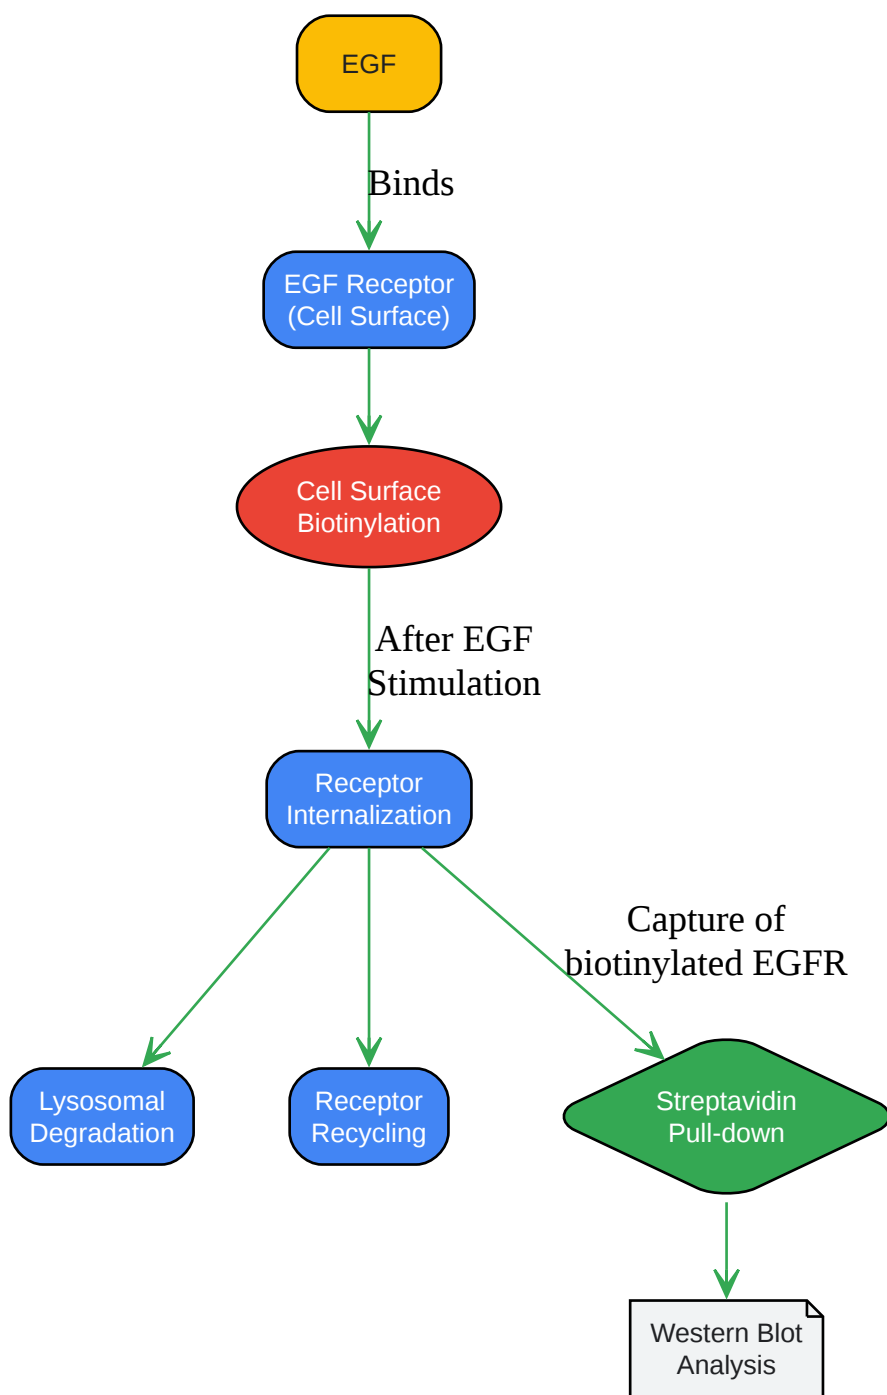 EGF
Binds
EGF Receptor
(Cell Surface)
Cell Surface
Biotinylation
After EGF
Stimulation
Receptor
Internalization
Capture of
biotinylated EGFR
Lysosomal
Degradation
Receptor
Recycling
Streptavidin
Pull-down
Western Blot
Analysis